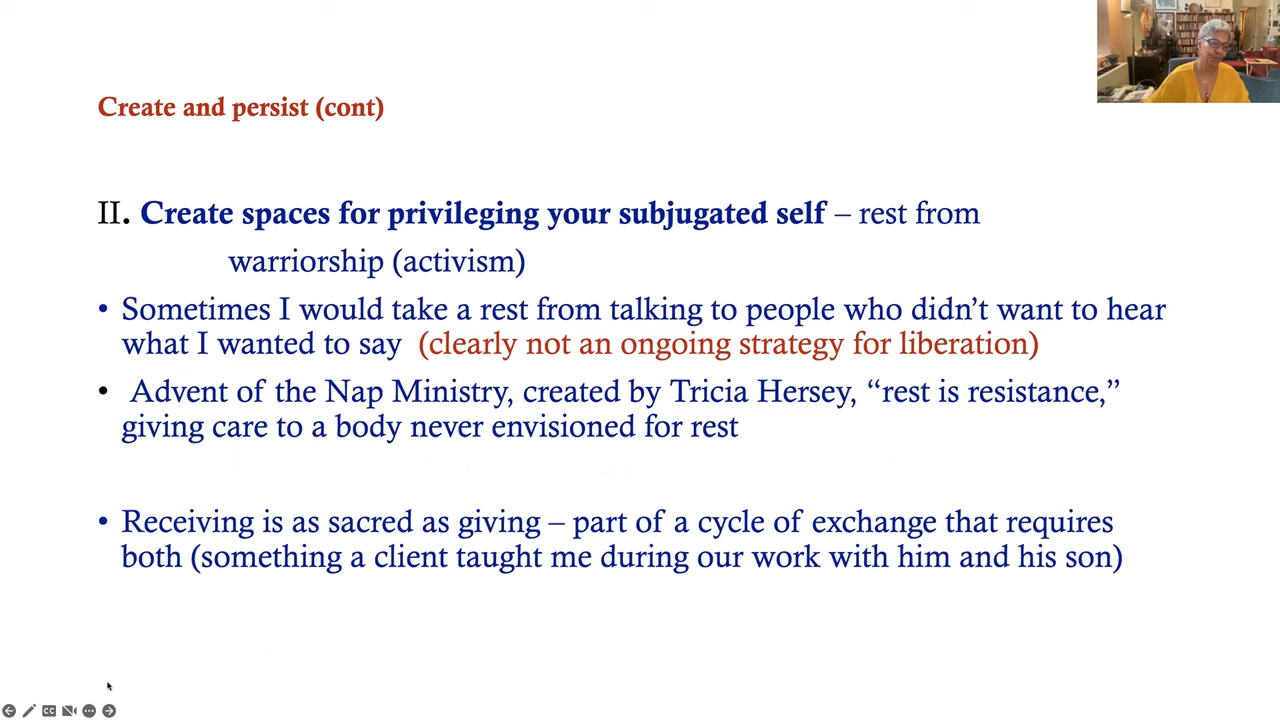 Create and persist (cont)
II. Create spaces for privileging your subjugated self – rest from
warriorship (activism)
• Sometimes I would take a rest from talking to people who didn’t want to hear
what I wanted to say (clearly not an ongoing strategy for liberation)
• Advent of the Nap Ministry, created by Tricia Hersey, “rest is resistance,”
giving care to a body never envisioned for rest
• Receiving is as sacred as giving – part of a cycle of exchange that requires
both (something a client taught me during our work with him and his son)
CC